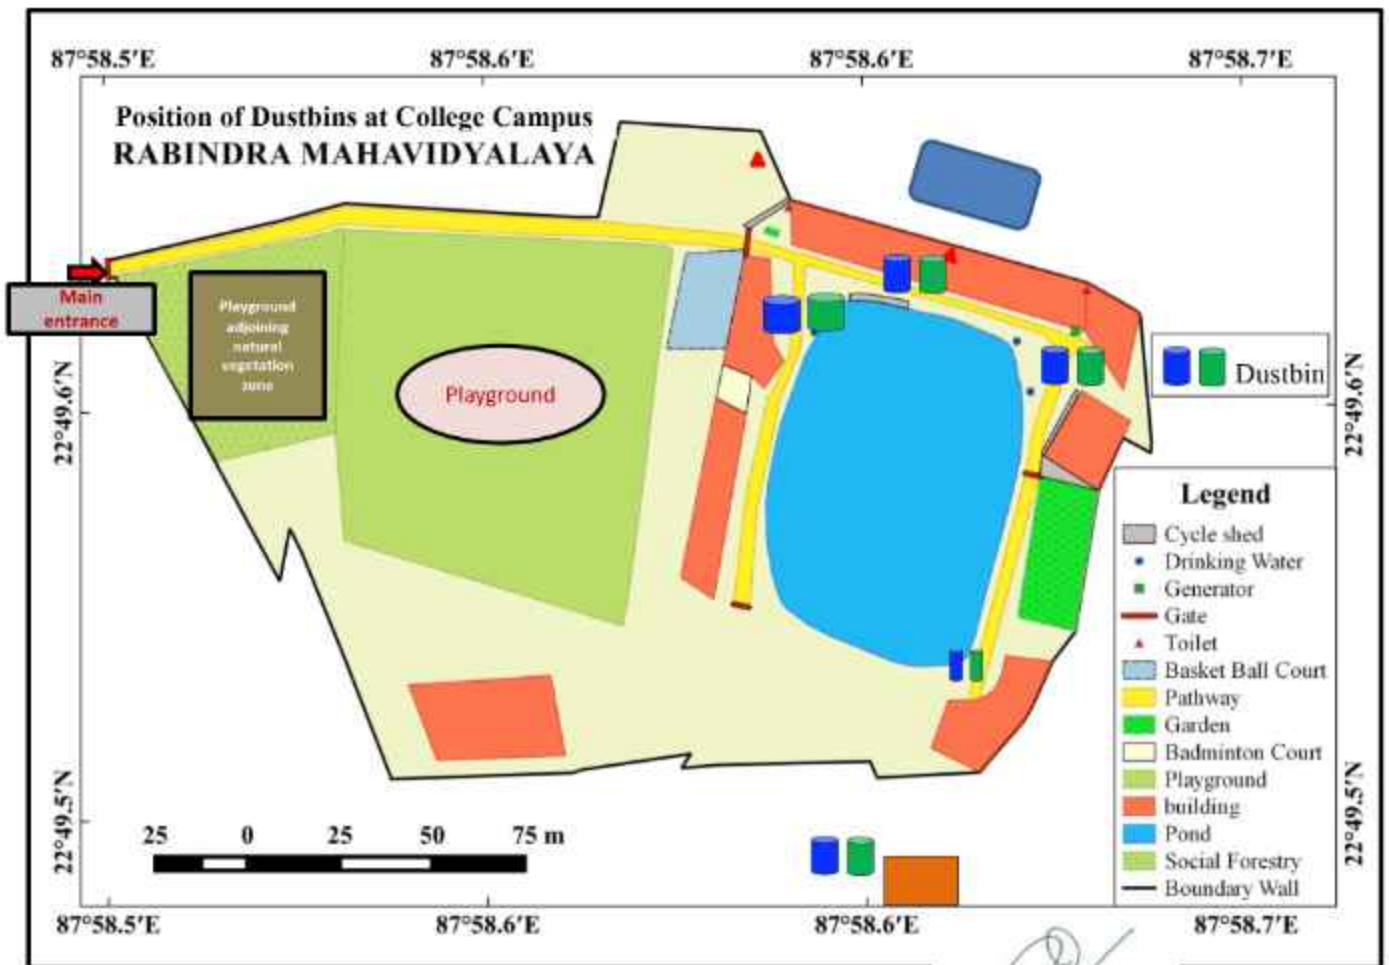 87°58.5'E 87°58.6'E 87°58.6'E 87°58.7'E
Position of Dustbins at College Campus
RABINDRA MAHAVIDYALAYA
Main
entrance
Playground
adjoining
natural
vegetation
zone
Playground
22°49.6'N
22°49.6'N
Dustbin
Legend
Cycle shed
Drinking Water
Generator
Gate
Toilet
Basket Ball Court
Pathway
Garden
Badminton Court
Playground
building
Pond
Social Forestry
Boundary Wall
22°49.5'N
22°49.5'N
25 0 25 50 75 m
87°58.5'E 87°58.6'E 87°58.6'E 87°58.7'E